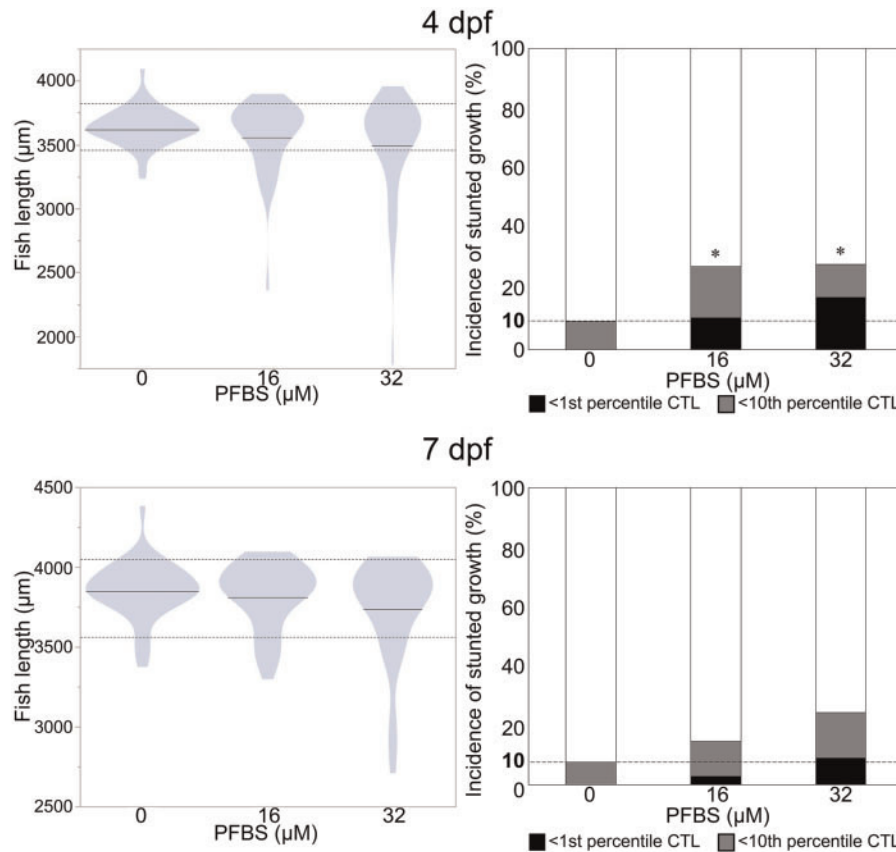 4 dpf
Fish length (µm)
4000
3500
3000
2500
2000
0 16 32
PFBS (µM)
Incidence of stunted growth (%)
100
80
60
40
20
10
0
* *
0 16 32
PFBS (µM)
<1st percentile CTL <10th percentile CTL
7 dpf
Fish length (µm)
4500
4000
3500
3000
2500
0 16 32
PFBS (µM)
Incidence of stunted growth (%)
100
80
60
40
20
10
0
0 16 32
PFBS (µM)
<1st percentile CTL <10th percentile CTL